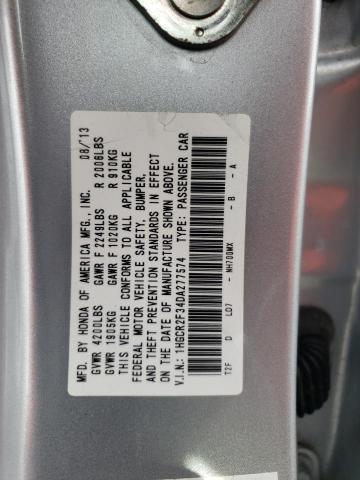 MFD. BY HONDA OF AMERICA MFG., INC. 08/13
GVWR 4200LBS GAWR F 2249LBS R 2006LBS
GVWR 1905KG GAWR F 1020KG R 910KG
THIS VEHICLE CONFORMS TO ALL APPLICABLE
FEDERAL MOTOR VEHICLE SAFETY, BUMPER,
AND THEFT PREVENTION STANDARDS IN EFFECT
ON THE DATE OF MANUFACTURE SHOWN ABOVE.
V.I.N.: 1HGCR2F34DA277574 TYPE: PASSENGER CAR
T2F D LD7 - NH700MX - B - A